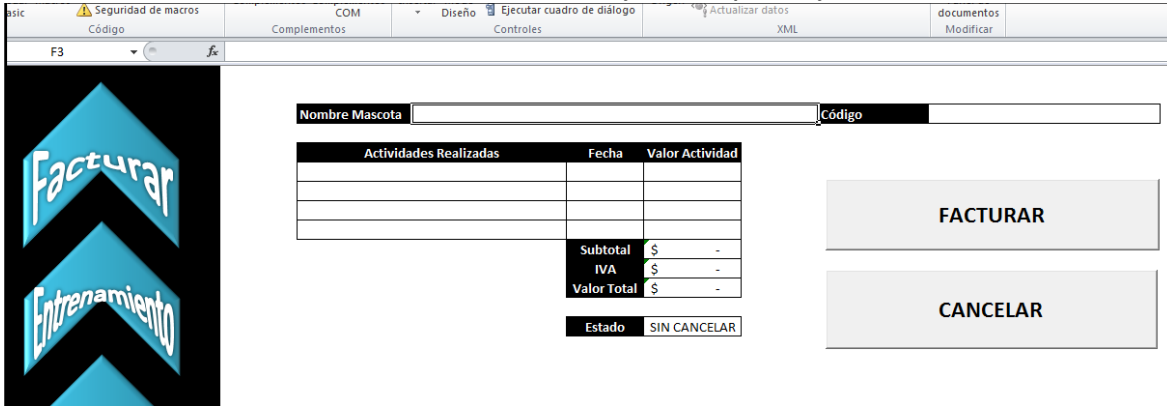 asic Seguridad de macros COM Diseño Ejecutar cuadro de diálogo Actualizar datos documentos
Código Complementos Controles XML Modificar
F3 fx
Nombre Mascota Código
Actividades Realizadas Fecha Valor Actividad
Facturar
FACTURAR
Subtotal $ -
IVA $ -
Valor Total $ -
Entrenamiento
CANCELAR
Estado SIN CANCELAR